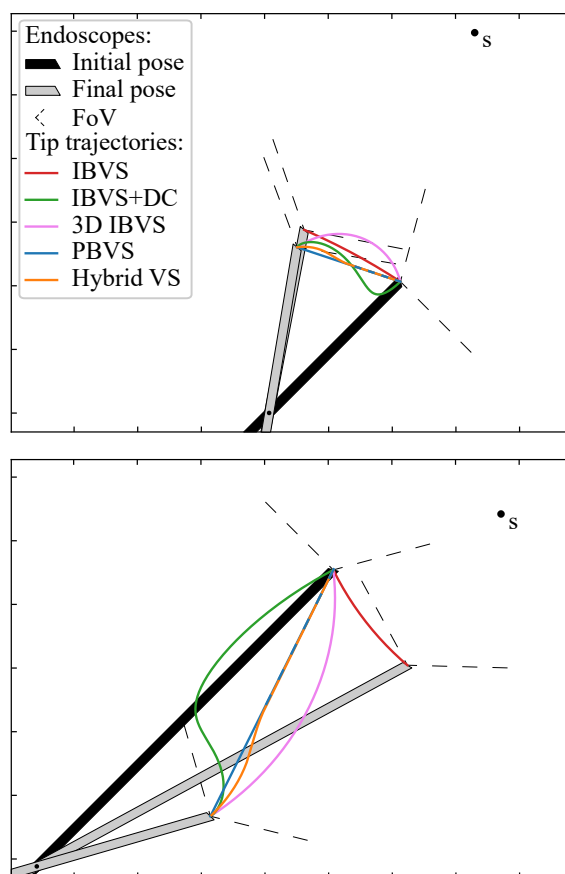 Endoscopes:
Initial pose
Final pose
FoV
Tip trajectories:
IBVS
IBVS+DC
3D IBVS
PBVS
Hybrid VS
s
s